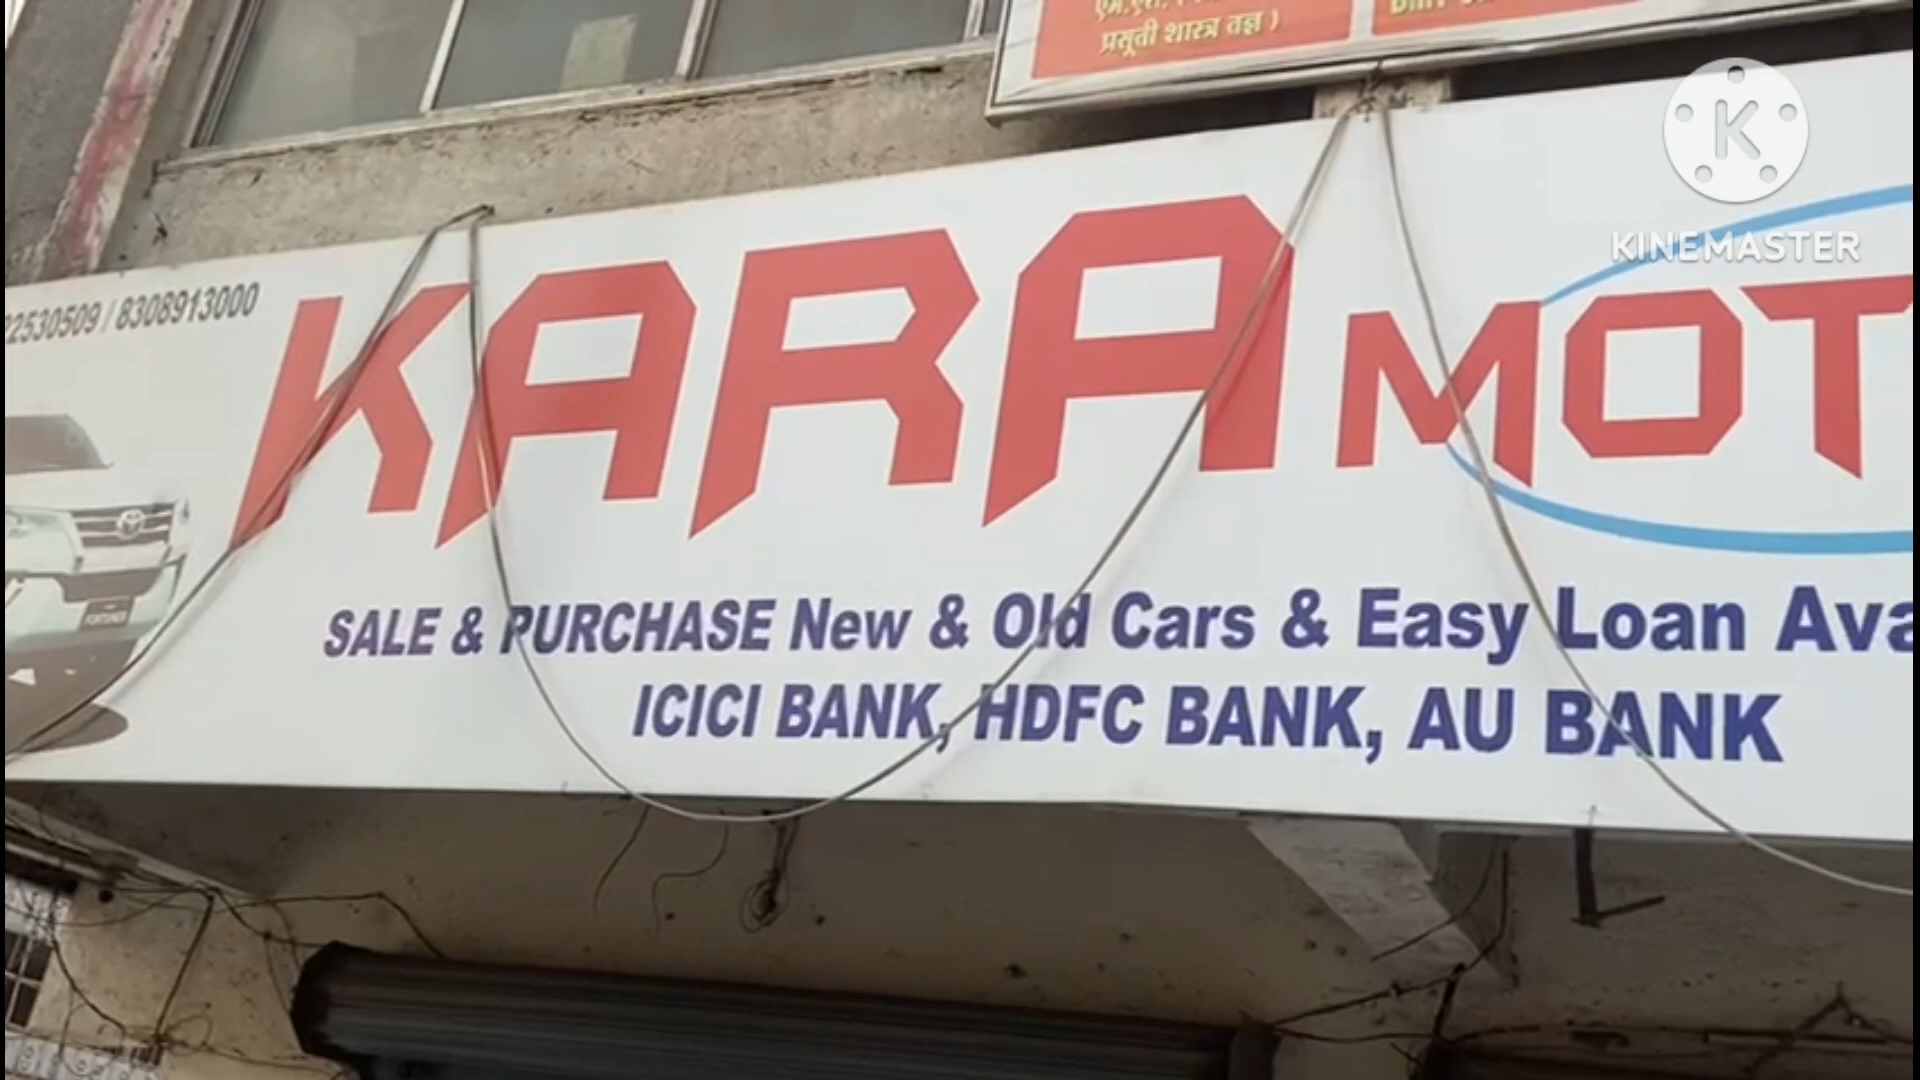 प्रसूती शास्त्र तज्ञ )
KINEMASTER
22530509 / 8308913000
KARA MOT
SALE & PURCHASE New & Old Cars & Easy Loan Ava
ICICI BANK, HDFC BANK, AU BANK